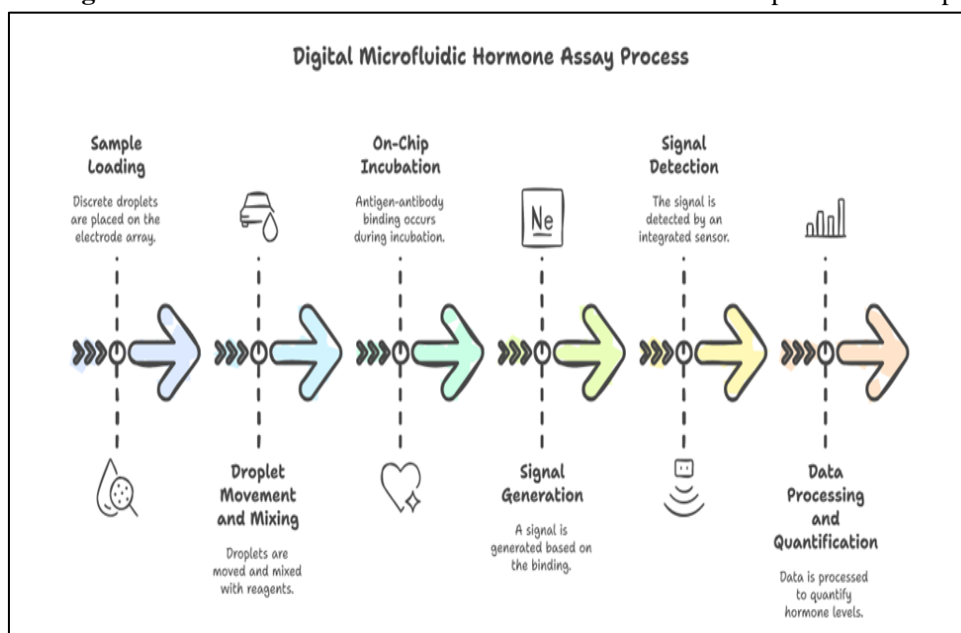 Digital Microfluidic Hormone Assay Process
Sample
Loading
Discrete droplets
are placed on the
electrode array.
Droplet
Movement
and Mixing
Droplets are
moved and mixed
with reagents.
On-Chip
Incubation
Antigen-antibody
binding occurs
during incubation.
Ne
Signal
Generation
A signal is
generated based on
the binding.
Signal
Detection
The signal is
detected by an
integrated sensor.
Data
Processing
and
Quantification
Data is processed
to quantify
hormone levels.